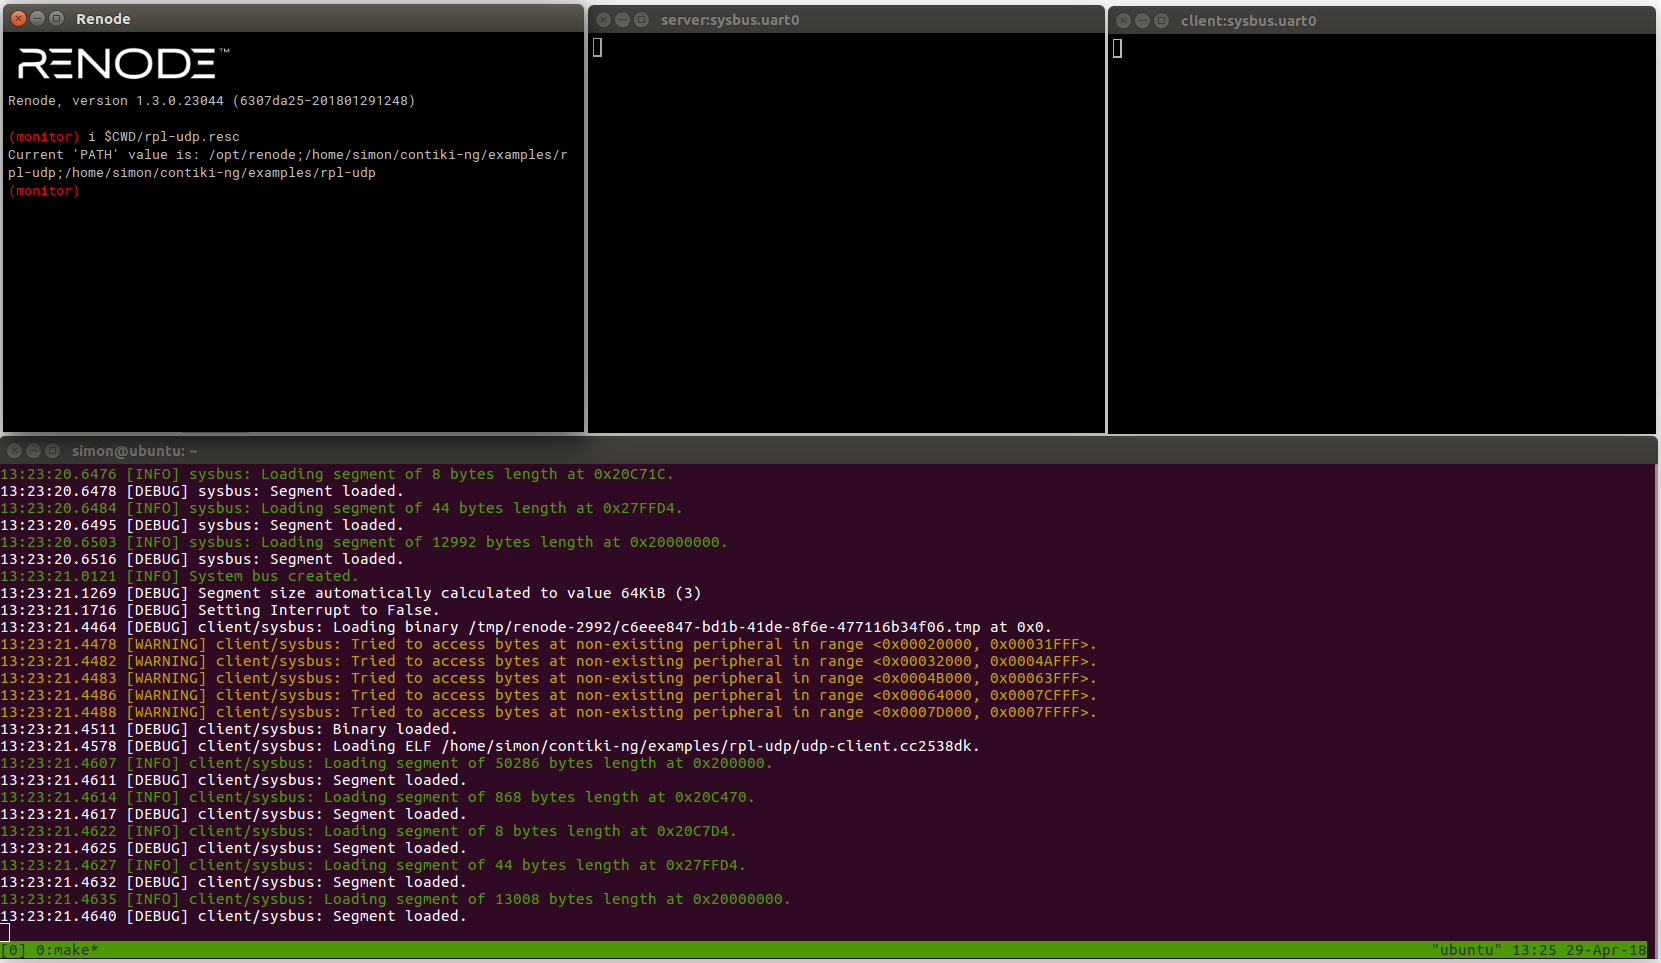 Renode
RENODE™
Renode, version 1.3.0.23044 (6307da25-201801291248)
(monitor) i $CWD/rpl-udp.resc
Current 'PATH' value is: /opt/renode;/home/simon/contiki-ng/examples/r
pl-udp;/home/simon/contiki-ng/examples/rpl-udp
(monitor)
server:sysbus.uart0
client:sysbus.uart0
simon@ubuntu: ~
13:23:20.6476 [INFO] sysbus: Loading segment of 8 bytes length at 0x20C71C.
13:23:20.6478 [DEBUG] sysbus: Segment loaded.
13:23:20.6484 [INFO] sysbus: Loading segment of 44 bytes length at 0x27FFD4.
13:23:20.6495 [DEBUG] sysbus: Segment loaded.
13:23:20.6503 [INFO] sysbus: Loading segment of 12992 bytes length at 0x20000000.
13:23:20.6516 [DEBUG] sysbus: Segment loaded.
13:23:21.0121 [INFO] System bus created.
13:23:21.1269 [DEBUG] Segment size automatically calculated to value 64KiB (3)
13:23:21.1716 [DEBUG] Setting Interrupt to False.
13:23:21.4464 [DEBUG] client/sysbus: Loading binary /tmp/renode-2992/c6eee847-bd1b-41de-8f6e-477116b34f06.tmp at 0x0.
13:23:21.4478 [WARNING] client/sysbus: Tried to access bytes at non-existing peripheral in range <0x00020000, 0x00031FFF>.
13:23:21.4482 [WARNING] client/sysbus: Tried to access bytes at non-existing peripheral in range <0x00032000, 0x0004AFFF>.
13:23:21.4483 [WARNING] client/sysbus: Tried to access bytes at non-existing peripheral in range <0x0004B000, 0x00063FFF>.
13:23:21.4486 [WARNING] client/sysbus: Tried to access bytes at non-existing peripheral in range <0x00064000, 0x0007CFFF>.
13:23:21.4488 [WARNING] client/sysbus: Tried to access bytes at non-existing peripheral in range <0x0007D000, 0x0007FFFF>.
13:23:21.4511 [DEBUG] client/sysbus: Binary loaded.
13:23:21.4578 [DEBUG] client/sysbus: Loading ELF /home/simon/contiki-ng/examples/rpl-udp/udp-client.cc2538dk.
13:23:21.4607 [INFO] client/sysbus: Loading segment of 50286 bytes length at 0x200000.
13:23:21.4611 [DEBUG] client/sysbus: Segment loaded.
13:23:21.4614 [INFO] client/sysbus: Loading segment of 868 bytes length at 0x20C470.
13:23:21.4617 [DEBUG] client/sysbus: Segment loaded.
13:23:21.4622 [INFO] client/sysbus: Loading segment of 8 bytes length at 0x20C7D4.
13:23:21.4625 [DEBUG] client/sysbus: Segment loaded.
13:23:21.4627 [INFO] client/sysbus: Loading segment of 44 bytes length at 0x27FFD4.
13:23:21.4632 [DEBUG] client/sysbus: Segment loaded.
13:23:21.4635 [INFO] client/sysbus: Loading segment of 13008 bytes length at 0x20000000.
13:23:21.4640 [DEBUG] client/sysbus: Segment loaded.
[0] 0:make* "ubuntu" 13:25 29-Apr-18